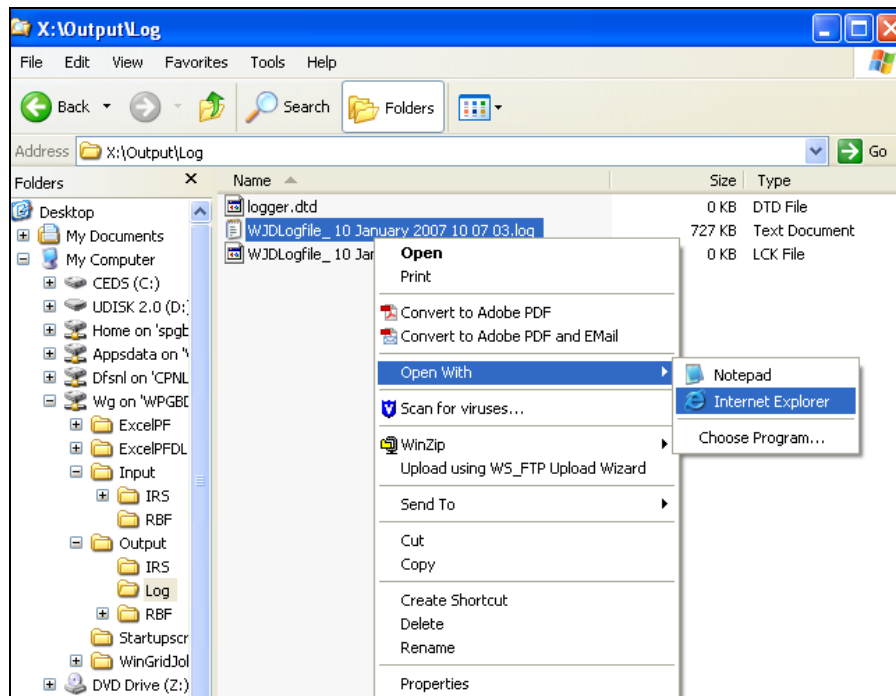 X:\Output\Log
File Edit View Favorites Tools Help
Back Search Folders
Address X:\Output\Log Go
Folders Name Size Type
Desktop
My Documents
My Computer
CEDS (C:)
UDISK 2.0 (D:
Home on 'spgb
Appsdata on '
Dfsnl on 'CPNL
Wg on 'WPGBD
ExcelPF
ExcelPFDL
Input
IRS
RBF
Output
IRS
Log
RBF
Startupscr
WinGridJol
DVD Drive (Z:)
logger.dtd 0 KB DTD File
WJDLogfile_ 10 January 2007 10 07 03.log 727 KB Text Document
WJDLogfile_ 10 Jar 0 KB LCK File
Open
Print
Convert to Adobe PDF
Convert to Adobe PDF and EMail
Open With
Scan for viruses...
WinZip
Upload using WS_FTP Upload Wizard
Send To
Cut
Copy
Create Shortcut
Delete
Rename
Properties
Notepad
Internet Explorer
Choose Program...